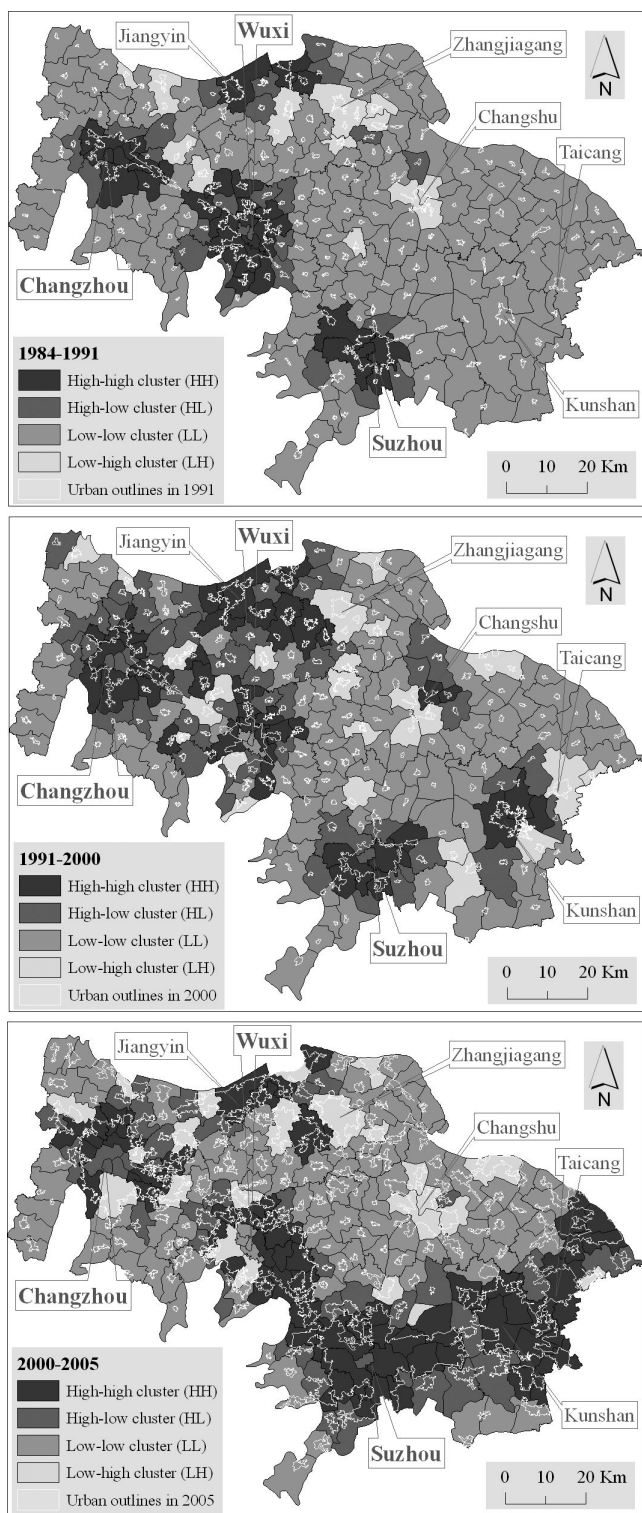 Jiangyin
Wuxi
Zhangjiagang
N
Changshu
Taicang
Changzhou
1984-1991
High-high cluster (HH)
High-low cluster (HL)
Low-low cluster (LL)
Low-high cluster (LH)
Urban outlines in 1991
Suzhou
Kunshan
0 10 20 Km
Jiangyin
Wuxi
Zhangjiagang
N
Changshu
Taicang
Changzhou
1991-2000
High-high cluster (HH)
High-low cluster (HL)
Low-low cluster (LL)
Low-high cluster (LH)
Urban outlines in 2000
Suzhou
Kunshan
0 10 20 Km
Jiangyin
Wuxi
Zhangjiagang
N
Changshu
Taicang
Changzhou
2000-2005
High-high cluster (HH)
High-low cluster (HL)
Low-low cluster (LL)
Low-high cluster (LH)
Urban outlines in 2005
Suzhou
Kunshan
0 10 20 Km